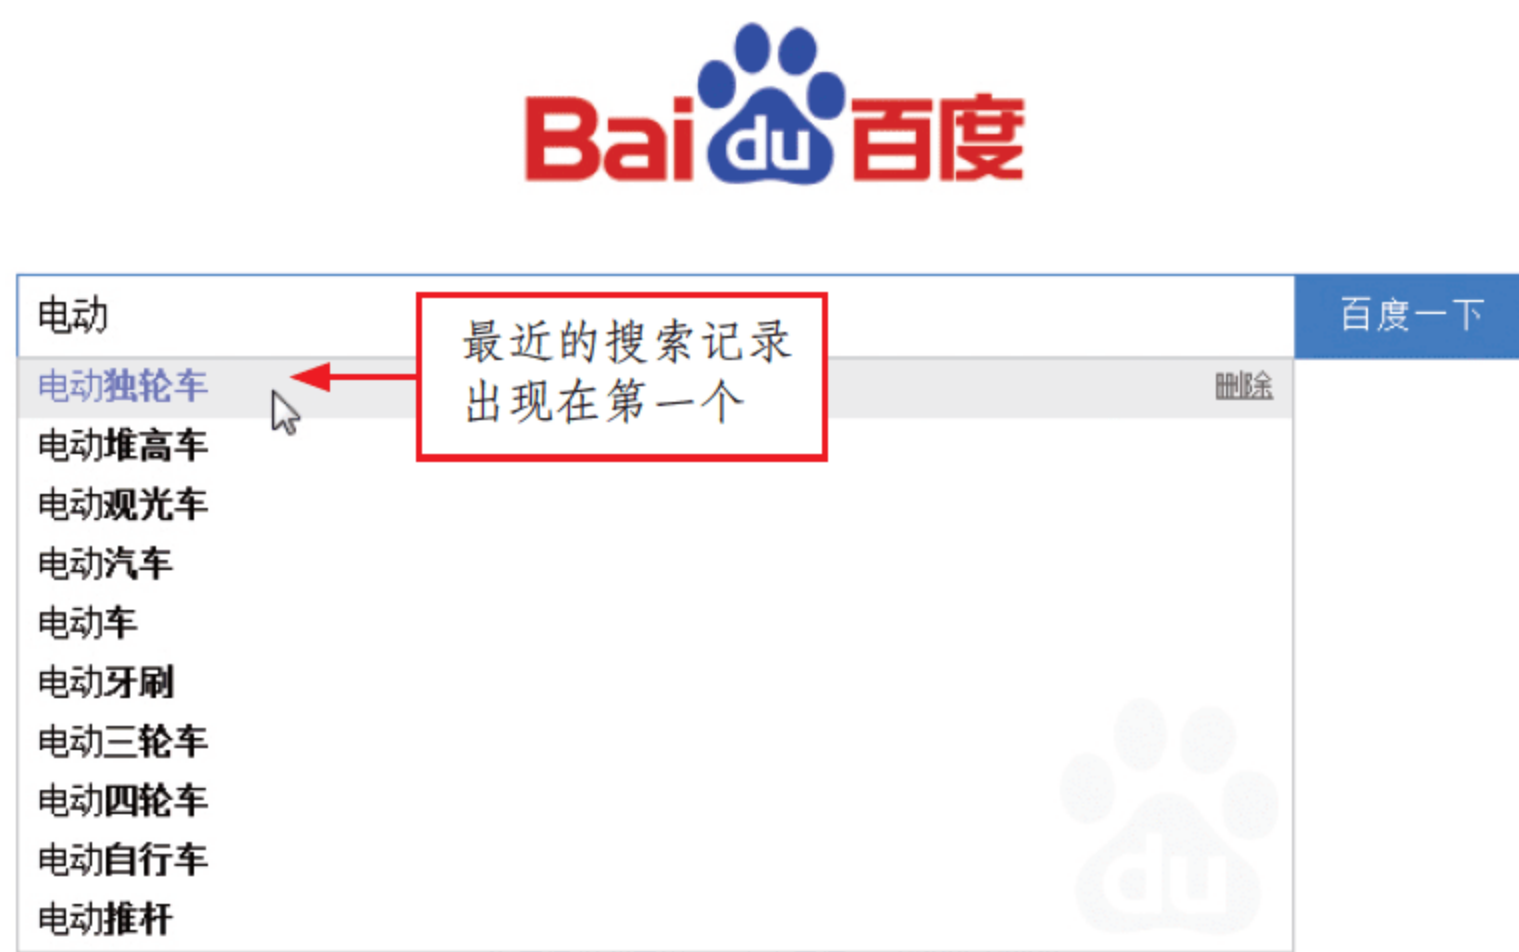 Bai du 百度
电动
百度一下
最近的搜索记录
出现在第一个
电动独轮车
删除
电动堆高车
电动观光车
电动汽车
电动车
电动牙刷
电动三轮车
电动四轮车
电动自行车
电动推杆
du